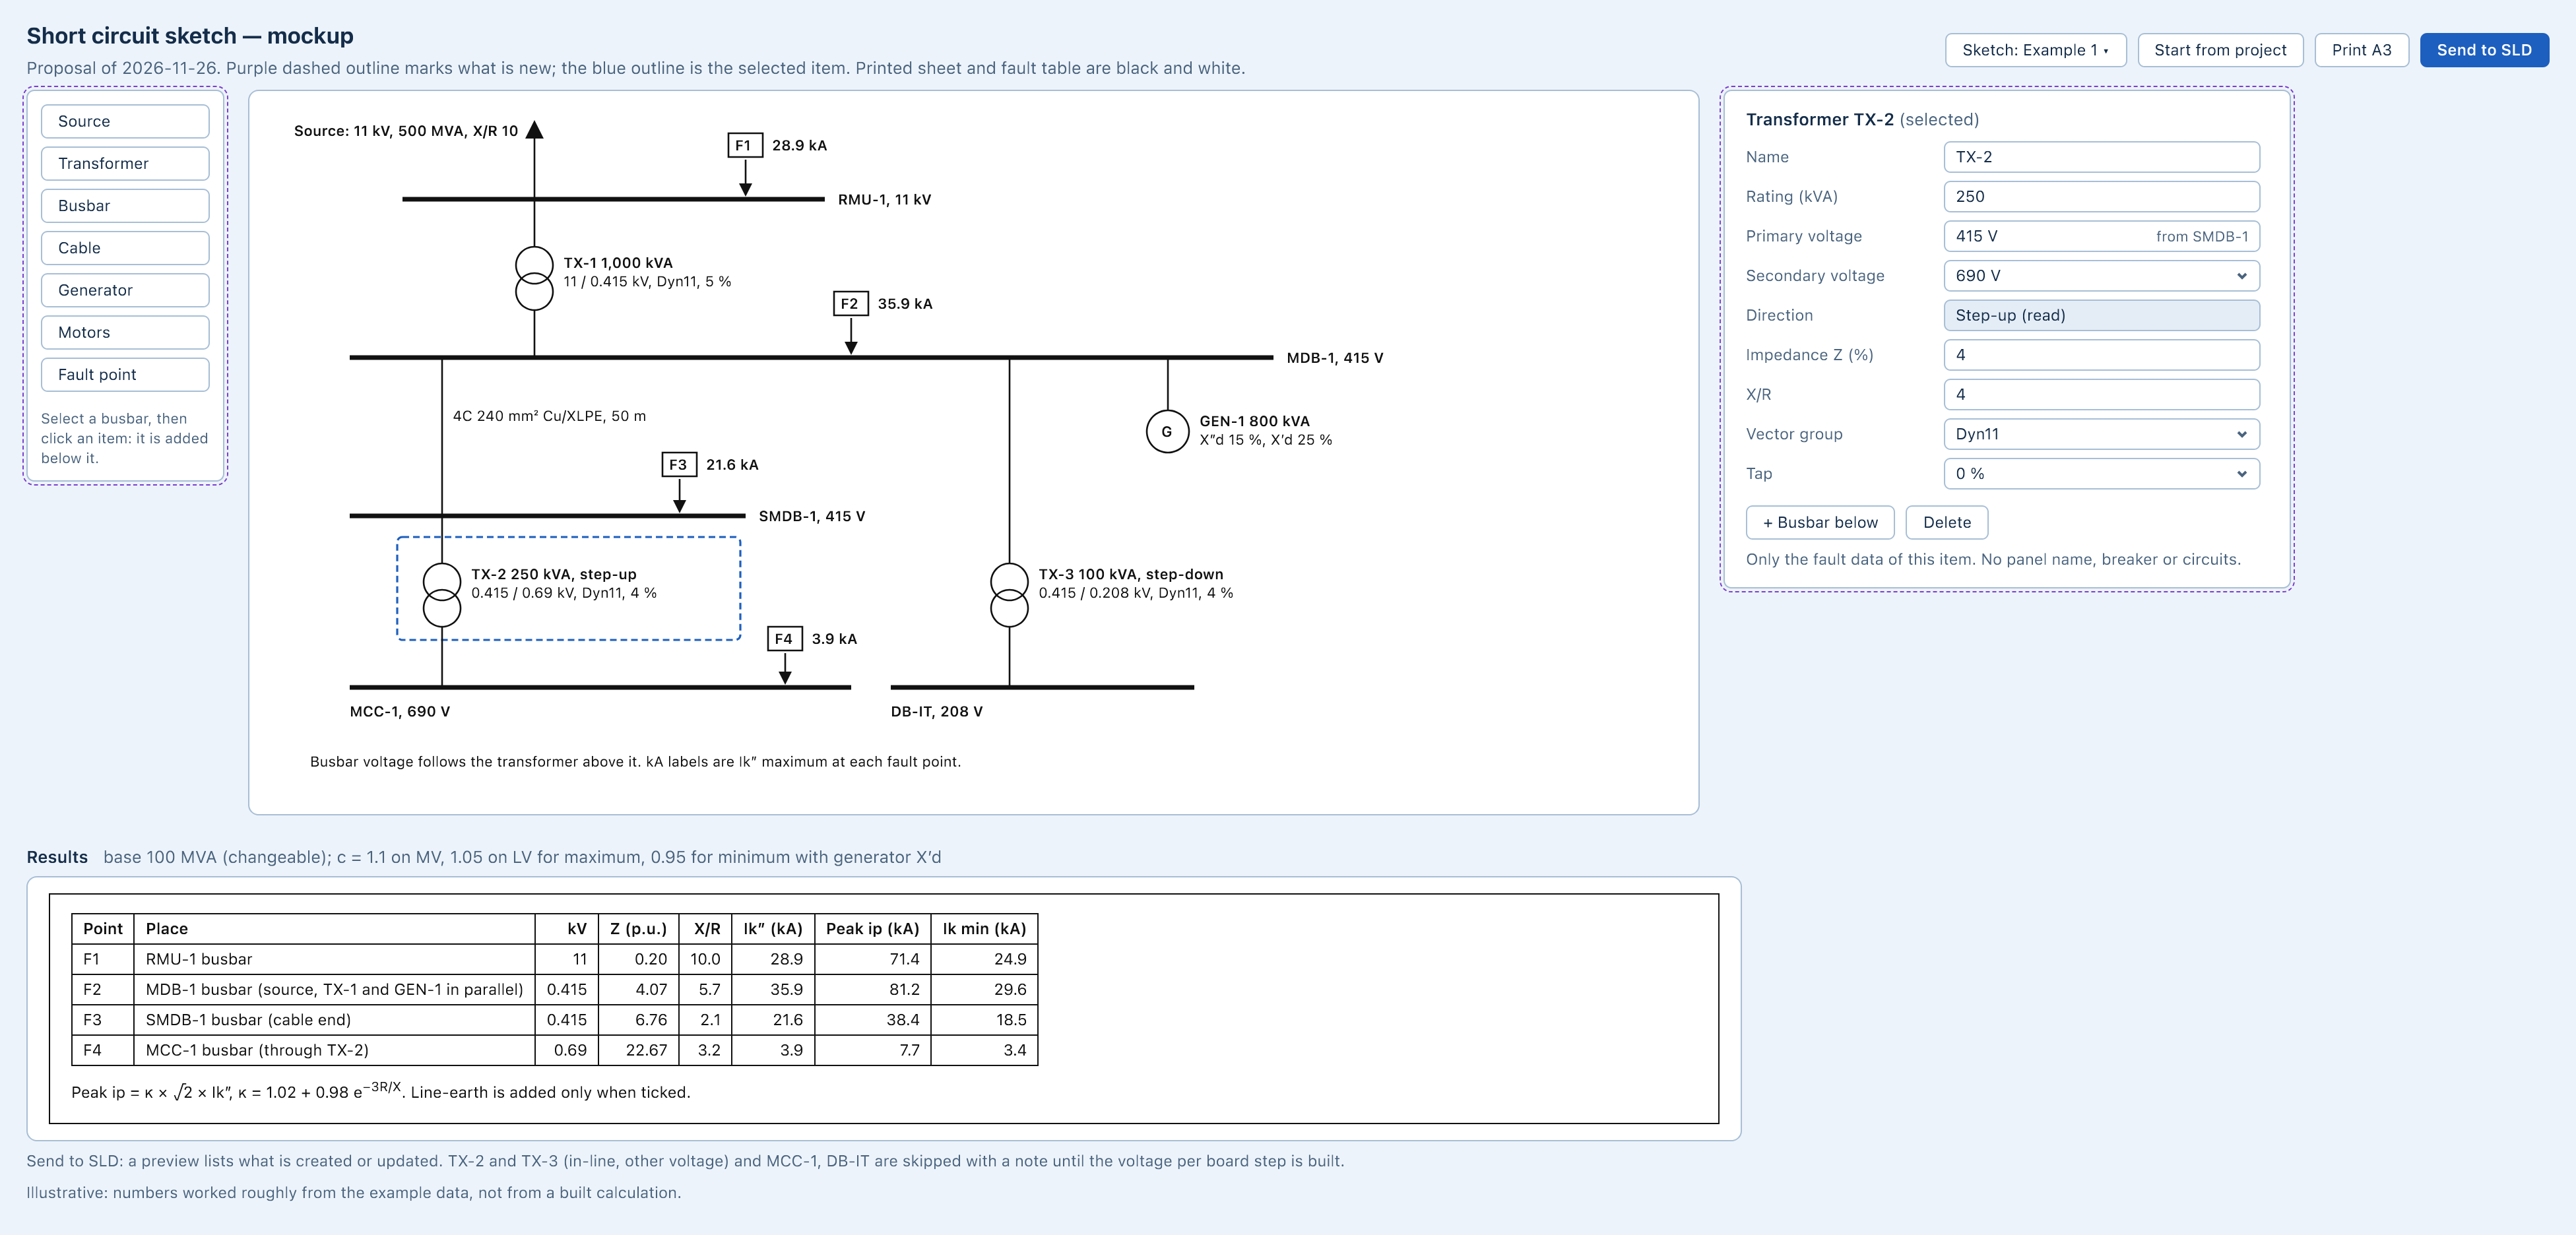 Short circuit sketch — mockup
Proposal of 2026-11-26. Purple dashed outline marks what is new; the blue outline is the selected item. Printed sheet and fault table are black and white.
Sketch: Example 1 ▾
Start from project
Print A3
Send to SLD
Source
Transformer
Busbar
Cable
Generator
Motors
Fault point
Select a busbar, then
click an item: it is added
below it.
Source: 11 kV, 500 MVA, X/R 10
F1 28.9 kA
RMU-1, 11 kV
TX-1 1,000 kVA
11 / 0.415 kV, Dyn11, 5 %
F2 35.9 kA
MDB-1, 415 V
4C 240 mm² Cu/XLPE, 50 m
G
GEN-1 800 kVA
X″d 15 %, X′d 25 %
F3 21.6 kA
SMDB-1, 415 V
TX-2 250 kVA, step-up
0.415 / 0.69 kV, Dyn11, 4 %
TX-3 100 kVA, step-down
0.415 / 0.208 kV, Dyn11, 4 %
F4 3.9 kA
MCC-1, 690 V
DB-IT, 208 V
Busbar voltage follows the transformer above it. kA labels are Ik″ maximum at each fault point.
Transformer TX-2 (selected)
Name TX-2
Rating (kVA) 250
Primary voltage 415 V from SMDB-1
Secondary voltage 690 V
Direction Step-up (read)
Impedance Z (%) 4
X/R 4
Vector group Dyn11
Tap 0 %
+ Busbar below
Delete
Only the fault data of this item. No panel name, breaker or circuits.
Results base 100 MVA (changeable); c = 1.1 on MV, 1.05 on LV for maximum, 0.95 for minimum with generator X′d
Point Place kV Z (p.u.) X/R Ik″ (kA) Peak ip (kA) Ik min (kA)
F1 RMU-1 busbar 11 0.20 10.0 28.9 71.4 24.9
F2 MDB-1 busbar (source, TX-1 and GEN-1 in parallel) 0.415 4.07 5.7 35.9 81.2 29.6
F3 SMDB-1 busbar (cable end) 0.415 6.76 2.1 21.6 38.4 18.5
F4 MCC-1 busbar (through TX-2) 0.69 22.67 3.2 3.9 7.7 3.4
Peak ip = κ × √2 × Ik″, κ = 1.02 + 0.98 e−3R/X. Line-earth is added only when ticked.
Send to SLD: a preview lists what is created or updated. TX-2 and TX-3 (in-line, other voltage) and MCC-1, DB-IT are skipped with a note until the voltage per board step is built.
Illustrative: numbers worked roughly from the example data, not from a built calculation.